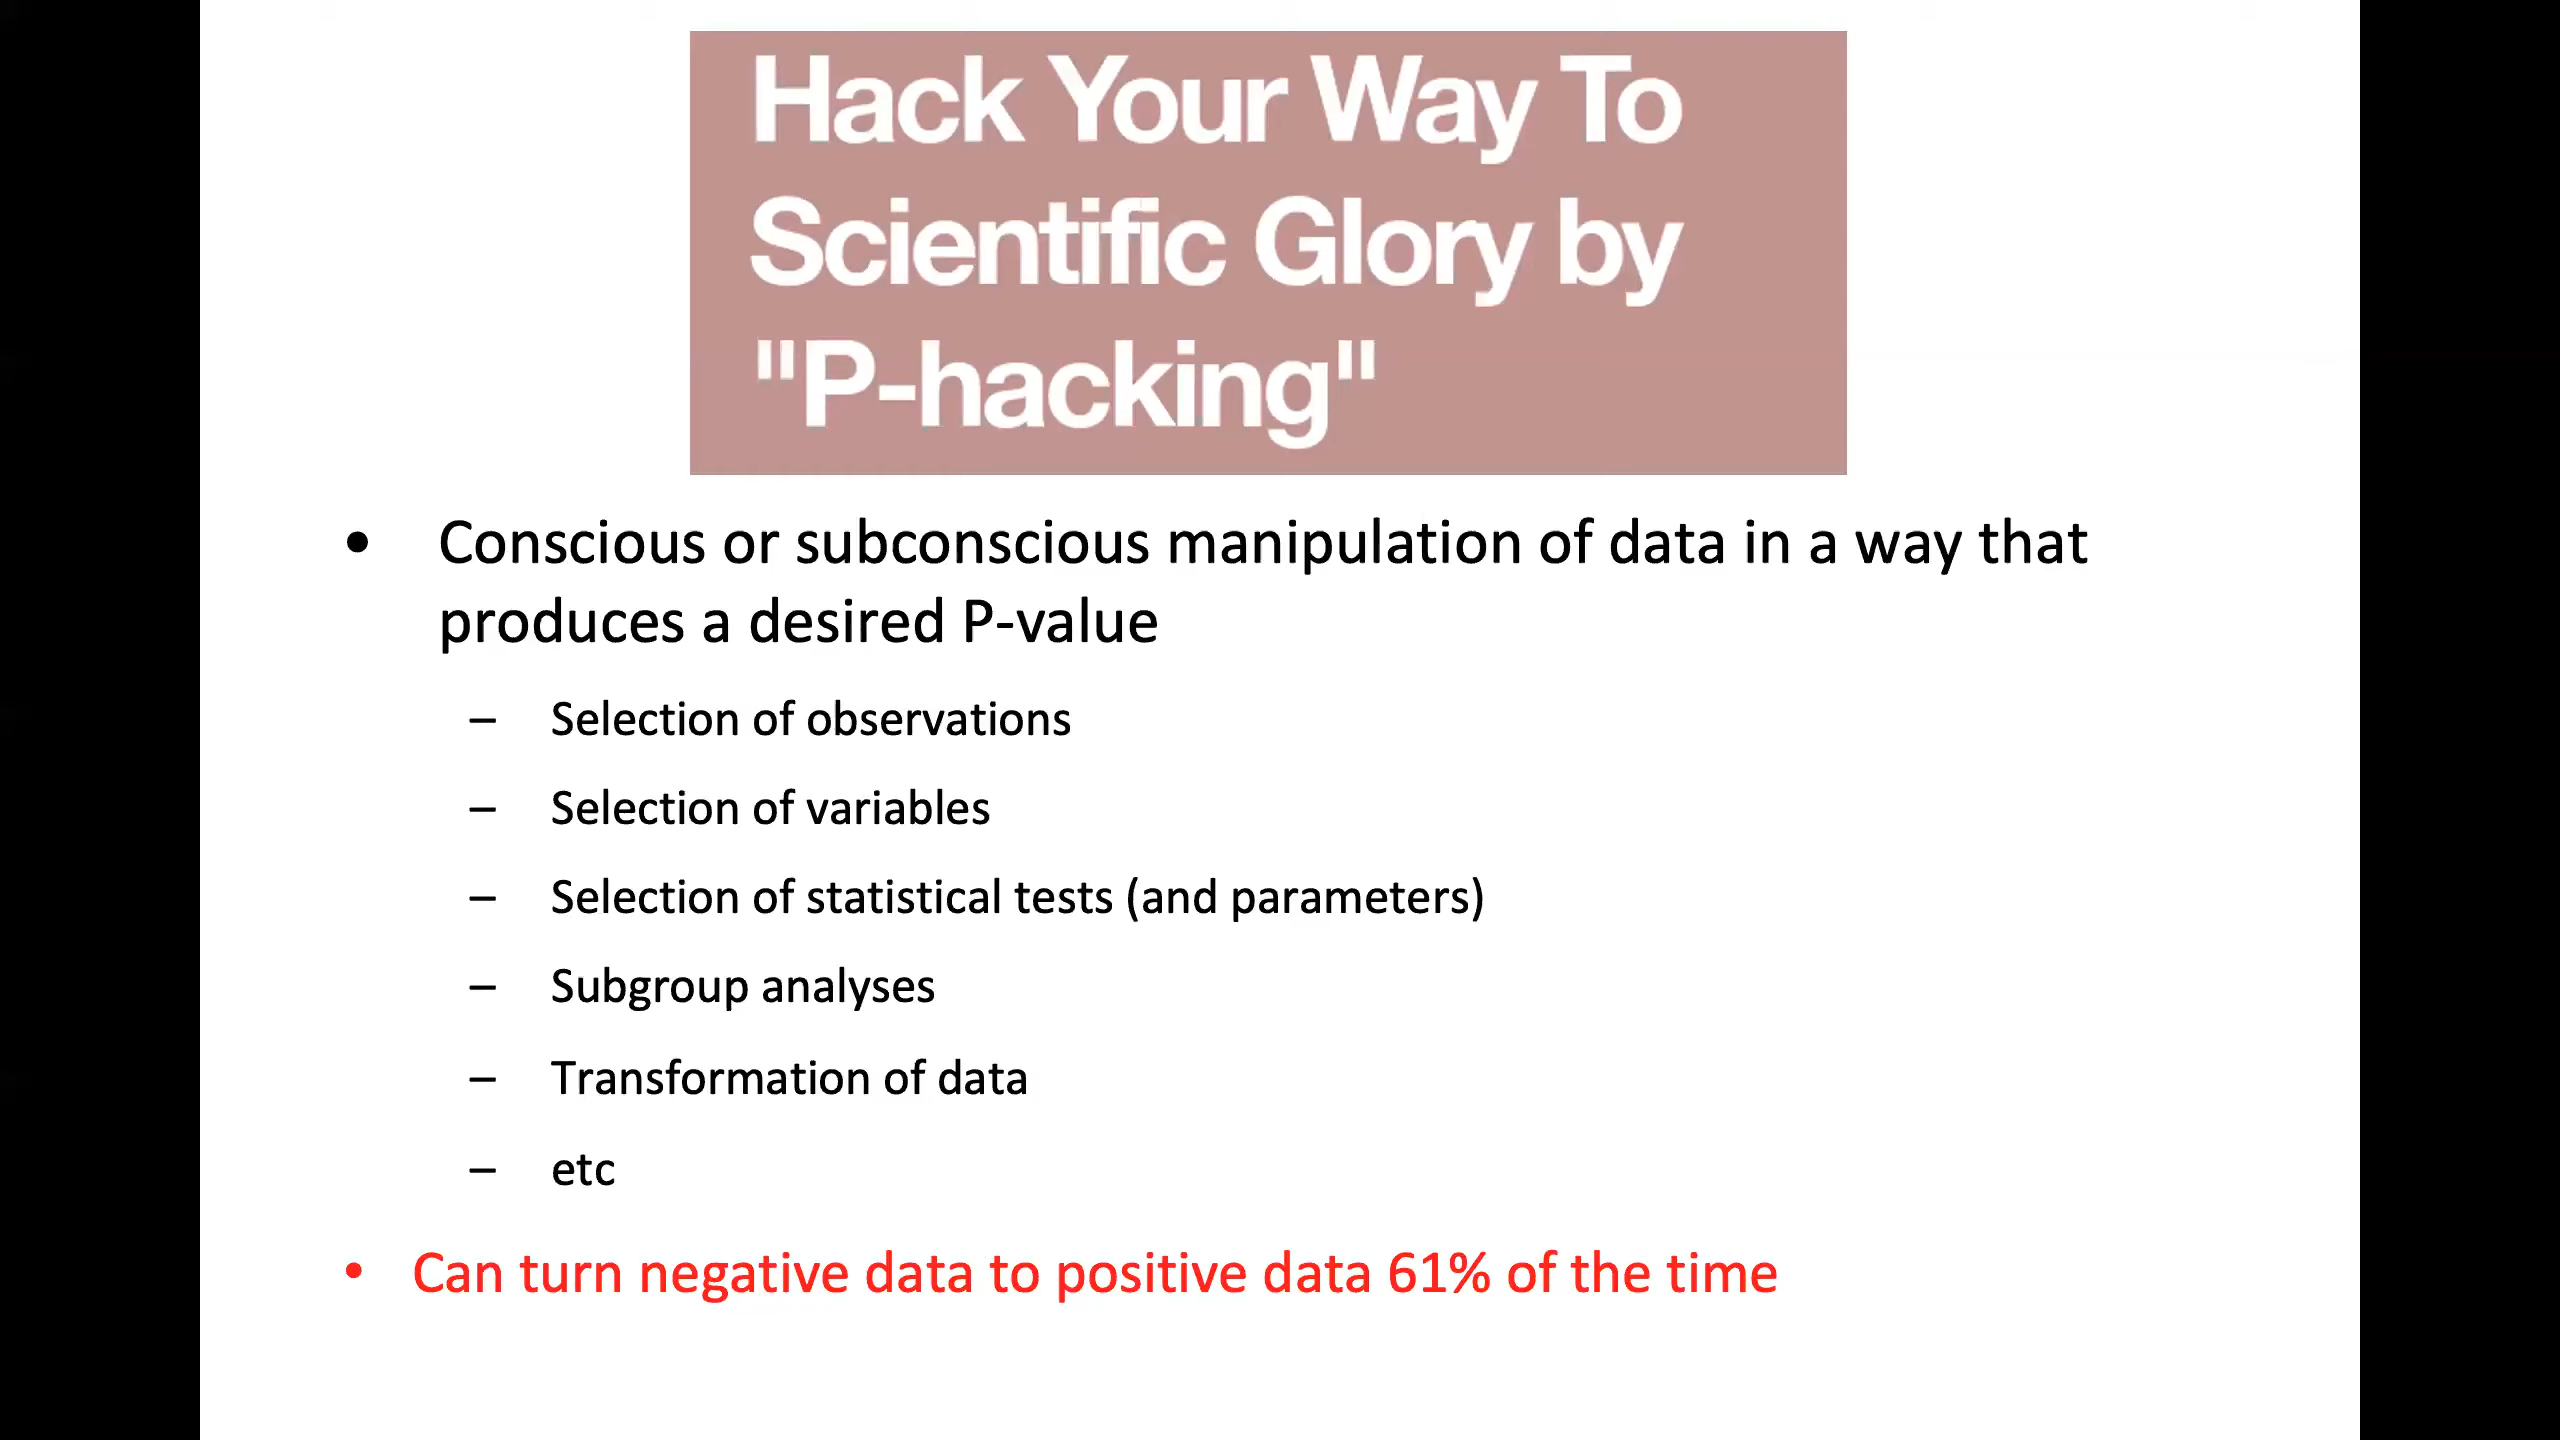 Hack Your Way To
Scientific Glory by
"P-hacking"
• Conscious or subconscious manipulation of data in a way that
produces a desired P-value
– Selection of observations
– Selection of variables
– Selection of statistical tests (and parameters)
– Subgroup analyses
– Transformation of data
– etc
• Can turn negative data to positive data 61% of the time